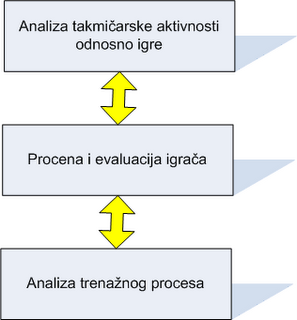 Analiza takmičarske aktivnosti
odnosno igre
Procena i evaluacija igrača
Analiza trenažnog procesa